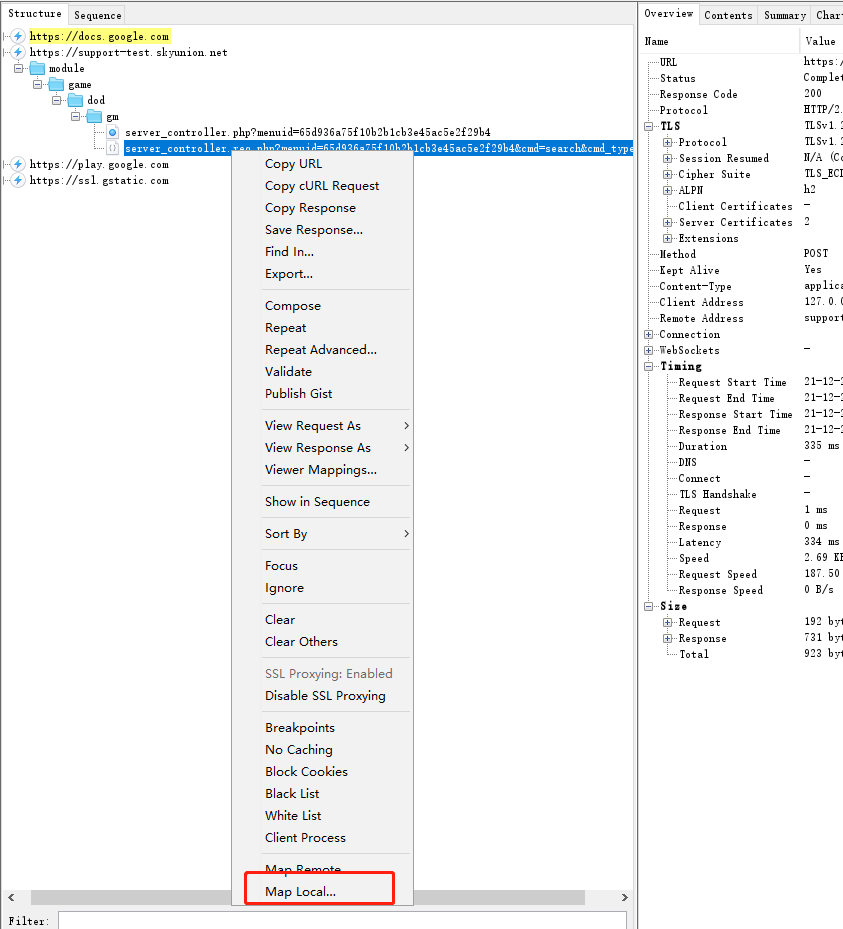 Structure
Sequence
https://docs.google.com
https://support-test.skyunion.net
module
game
dod
gm
server_controller.php?menuid=65d936a75f10b2b1cb3e45ac5e2f29b4
server_controller.req.php?menuid=65d936a75f10b2b1cb3e45ac5e2f29b4&cmd=search&cmd_type
https://play.google.com
https://ssl.gstatic.com
Copy URL
Copy cURL Request
Copy Response
Save Response...
Find In...
Export...
Compose
Repeat
Repeat Advanced...
Validate
Publish Gist
View Request As
View Response As
Viewer Mappings...
Show in Sequence
Sort By
Focus
Ignore
Clear
Clear Others
SSL Proxying: Enabled
Disable SSL Proxying
Breakpoints
No Caching
Block Cookies
Black List
White List
Client Process
Map Remote
Map Local...
Filter:
Overview Contents Summary Char
Name Value
URL https:/
Status Complet
Response Code 200
Protocol HTTP/2.
TLS TLSv1.2
Protocol TLSv1.2
Session Resumed N/A (Co
Cipher Suite TLS_ECI
ALPN h2
Client Certificates -
Server Certificates 2
Extensions
Method POST
Kept Alive Yes
Content-Type applica
Client Address 127.0.0
Remote Address support
Connection
WebSockets -
Timing
Request Start Time 21-12-2
Request End Time 21-12-2
Response Start Time 21-12-2
Response End Time 21-12-2
Duration 335 ms
DNS -
Connect -
TLS Handshake -
Request 1 ms
Response 0 ms
Latency 334 ms
Speed 2.69 KB
Request Speed 187.50
Response Speed 0 B/s
Size
Request 192 byt
Response 731 byt
Total 923 byt